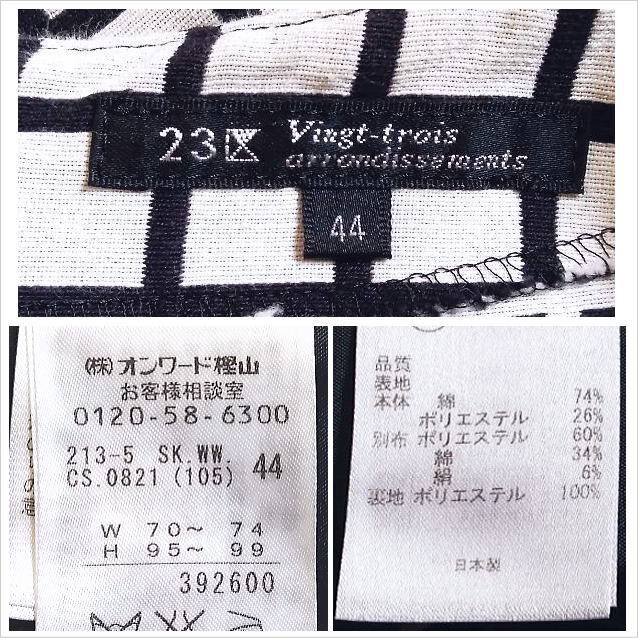 23区 Vingt-trois
arrondissements
44
(株)オンワード樫山
お客様相談室
0120-58-6300
213-5 SK.WW.
CS.0821 (105) 44
W 70〜 74
H 95〜 99
392600
品質
表地
本体 綿 74%
ポリエステル 26%
別布 ポリエステル 60%
綿 34%
絹 6%
裏地 ポリエステル 100%
日本製